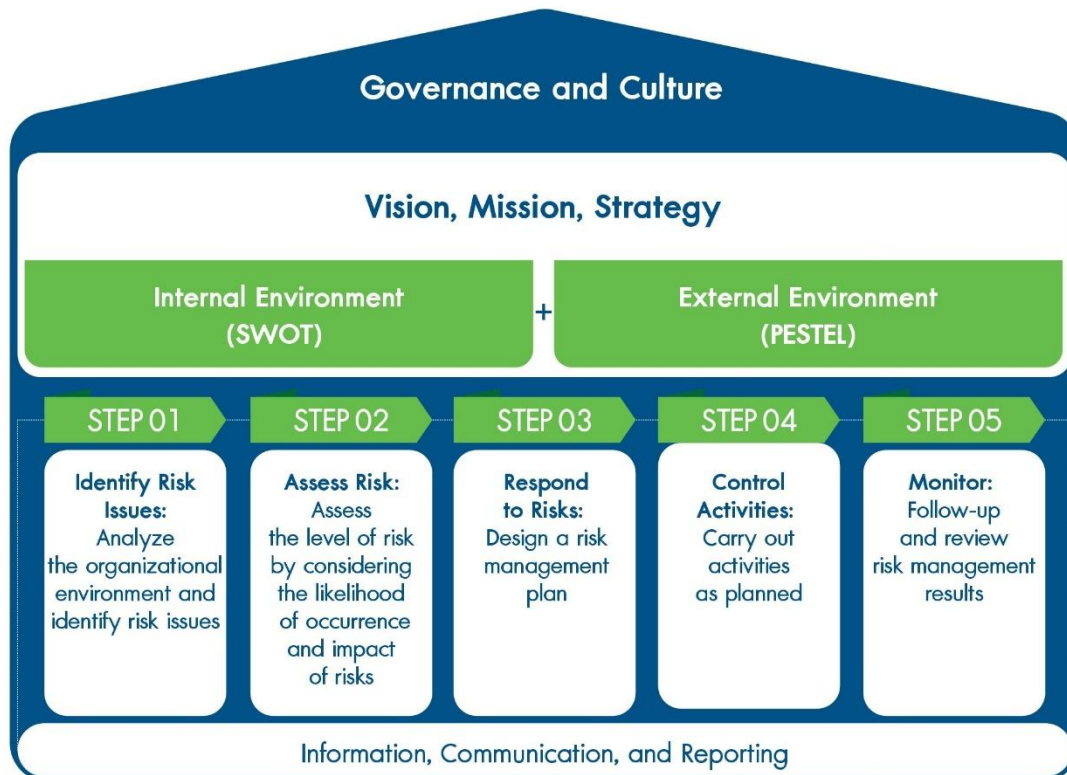 Governance and Culture
Vision, Mission, Strategy
Internal Environment
(SWOT)
+
External Environment
(PESTEL)
STEP 01
Identify Risk
Issues:
Analyze
the organizational
environment and
identify risk issues
STEP 02
Assess Risk:
Assess
the level of risk
by considering
the likelihood
of occurrence
and impact
of risks
STEP 03
Respond
to Risks:
Design a risk
management
plan
STEP 04
Control
Activities:
Carry out
activities
as planned
STEP 05
Monitor:
Follow-up
and review
risk management
results
Information, Communication, and Reporting